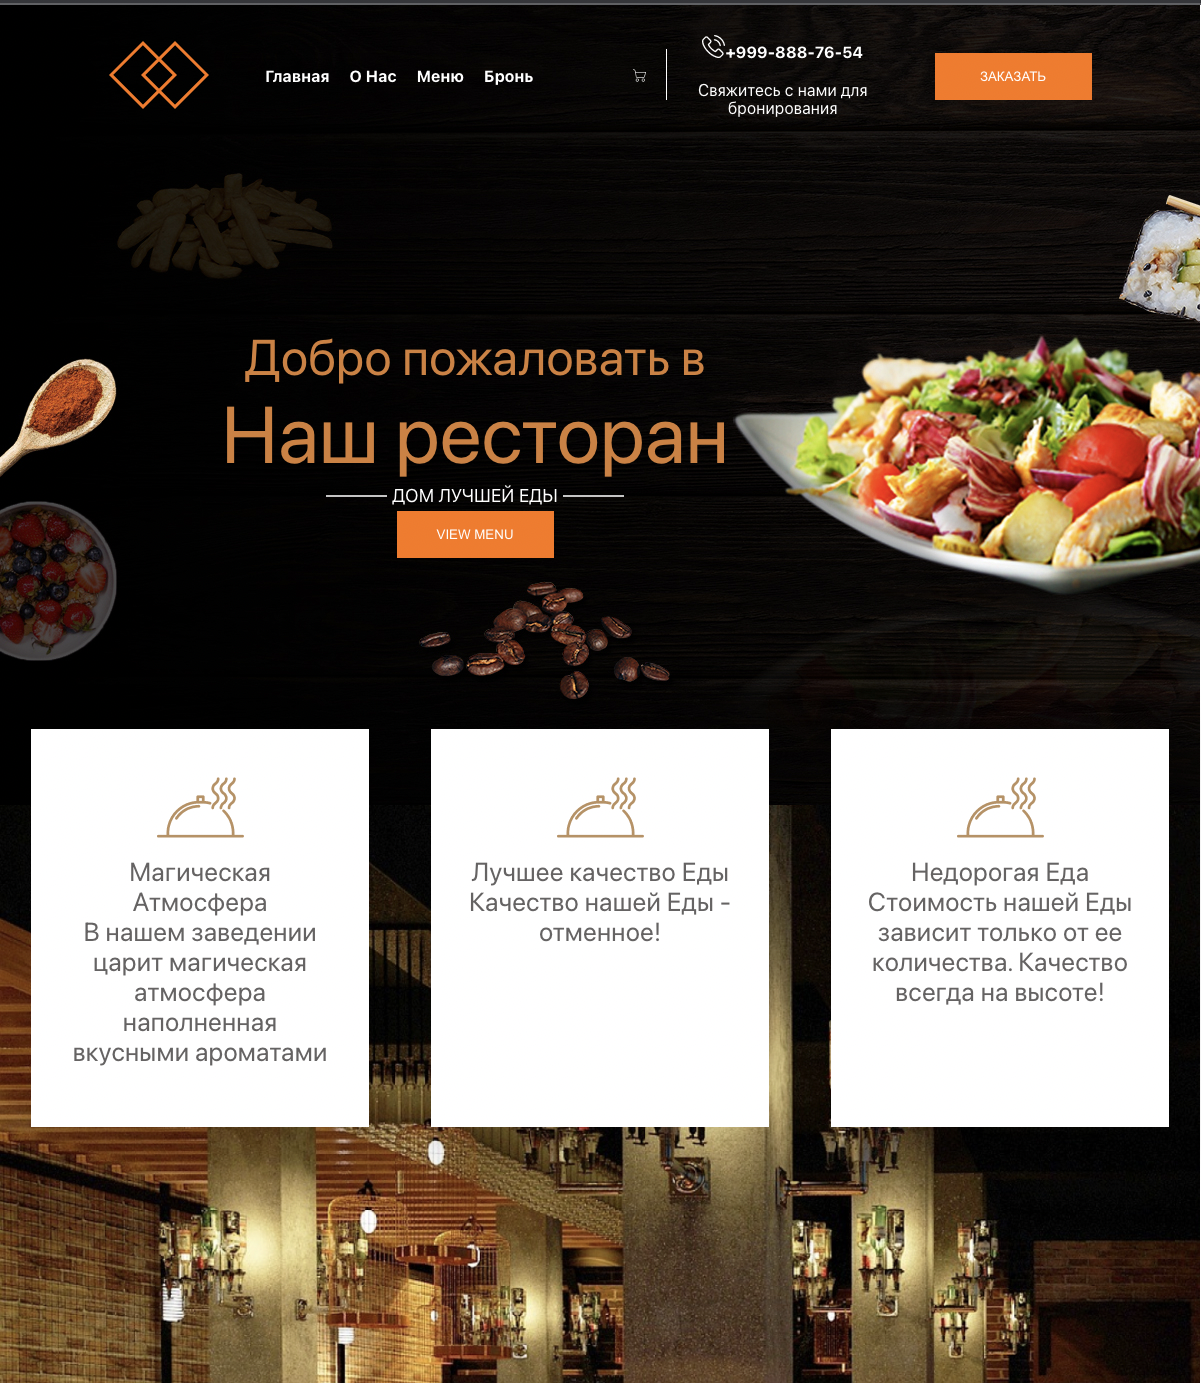 Главная О Нас Меню Бронь
+999-888-76-54
Свяжитесь с нами для
бронирования
ЗАКАЗАТЬ
Добро пожаловать в
Наш ресторан
ДОМ ЛУЧШЕЙ ЕДЫ
VIEW MENU
Магическая
Атмосфера
В нашем заведении
царит магическая
атмосфера
наполненная
вкусными ароматами
Лучшее качество Еды
Качество нашей Еды -
отменное!
Недорогая Еда
Стоимость нашей Еды
зависит только от ее
количества. Качество
всегда на высоте!